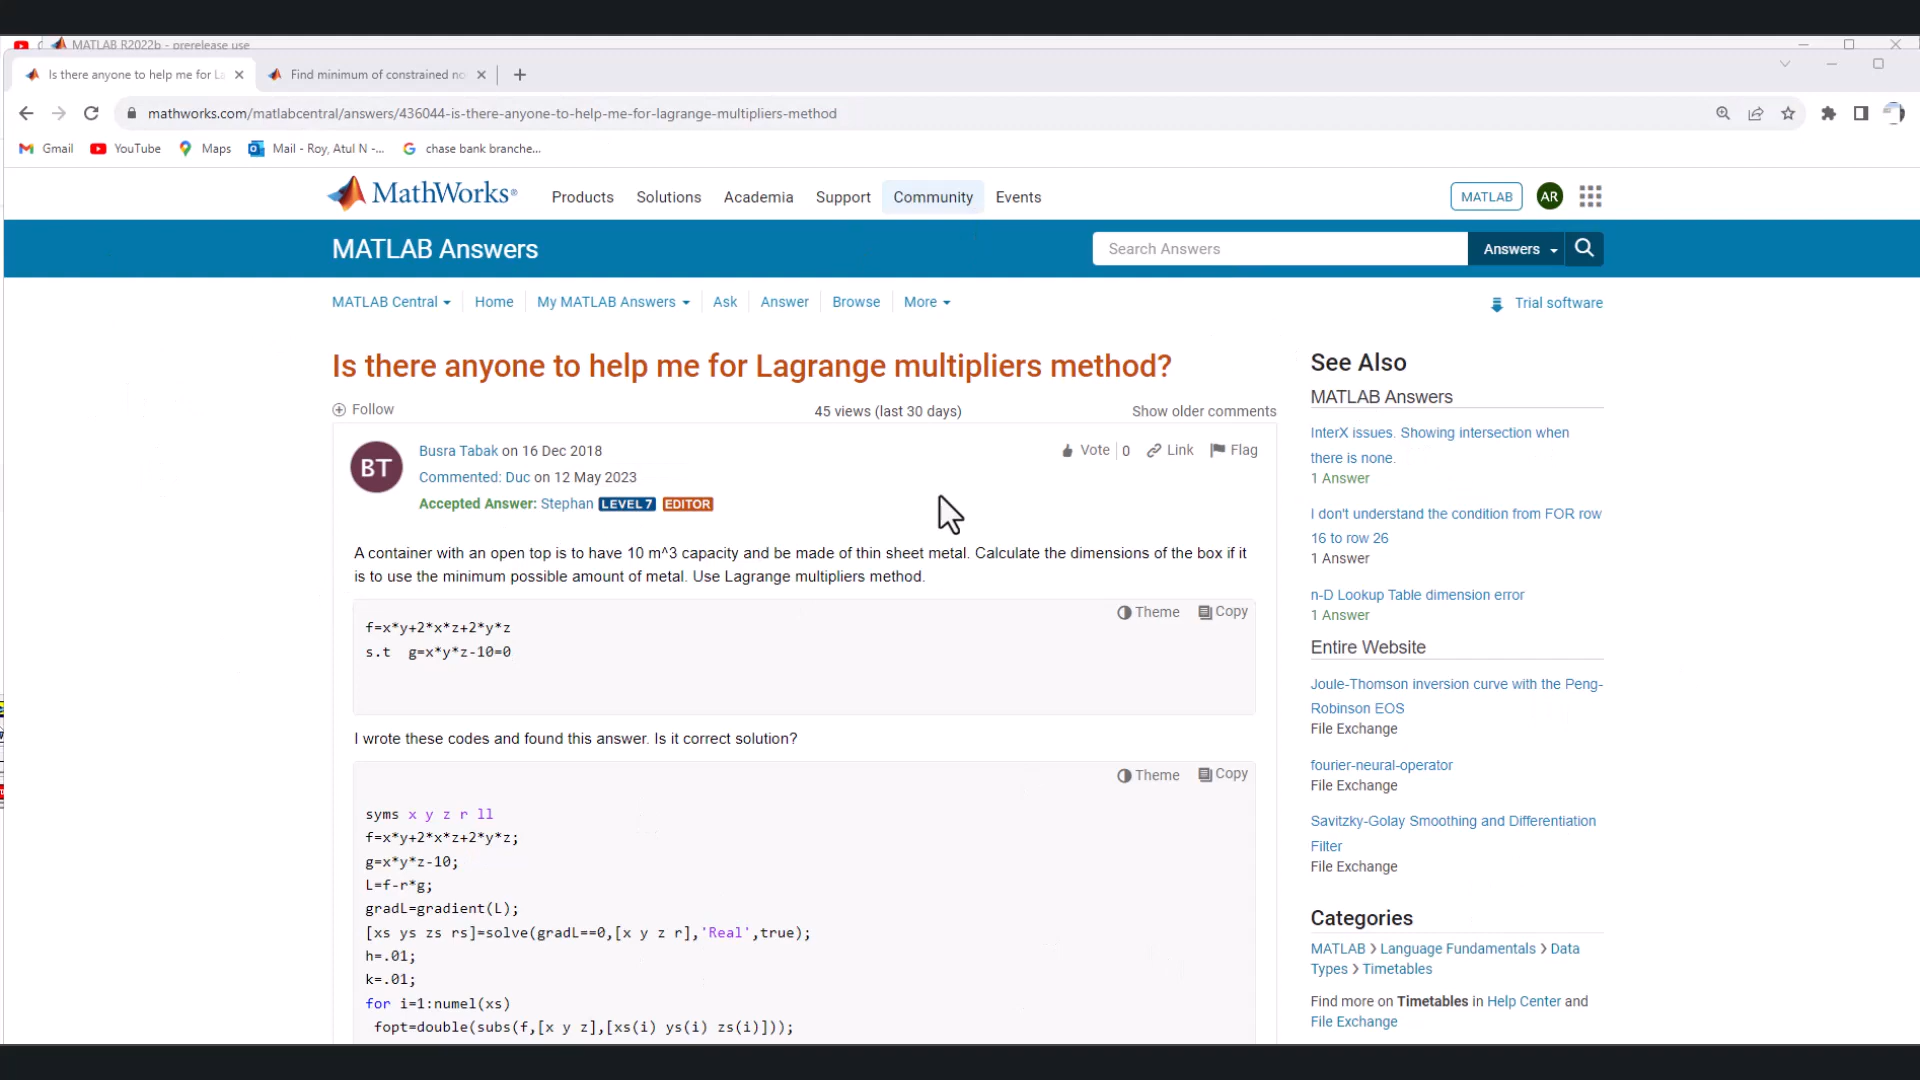 MATLAB R2022b - prerelease use
Is there anyone to help me for La
Find minimum of constrained no
mathworks.com/matlabcentral/answers/436044-is-there-anyone-to-help-me-for-lagrange-multipliers-method
Gmail
YouTube
Maps
Mail - Roy, Atul N -...
chase bank branche...
MathWorks®
Products
Solutions
Academia
Support
Community
Events
MATLAB
AR
MATLAB Answers
Search Answers
Answers
MATLAB Central
Home
My MATLAB Answers
Ask
Answer
Browse
More
Trial software
Is there anyone to help me for Lagrange multipliers method?
Follow
45 views (last 30 days)
Show older comments
BT
Busra Tabak on 16 Dec 2018
Vote 0
Link
Flag
Commented: Duc on 12 May 2023
Accepted Answer: Stephan LEVEL 7 EDITOR
A container with an open top is to have 10 m^3 capacity and be made of thin sheet metal. Calculate the dimensions of the box if it
is to use the minimum possible amount of metal. Use Lagrange multipliers method.
Theme
Copy
f=x*y+2*x*z+2*y*z
s.t  g=x*y*z-10=0
I wrote these codes and found this answer. Is it correct solution?
Theme
Copy
syms x y z r ll
f=x*y+2*x*z+2*y*z;
g=x*y*z-10;
L=f-r*g;
gradL=gradient(L);
[xs ys zs rs]=solve(gradL==0,[x y z r],'Real',true);
h=.01;
k=.01;
for i=1:numel(xs)
fopt=double(subs(f,[x y z],[xs(i) ys(i) zs(i)]));
See Also
MATLAB Answers
InterX issues. Showing intersection when
there is none.
1 Answer
I don't understand the condition from FOR row
16 to row 26
1 Answer
n-D Lookup Table dimension error
1 Answer
Entire Website
Joule-Thomson inversion curve with the Peng-
Robinson EOS
File Exchange
fourier-neural-operator
File Exchange
Savitzky-Golay Smoothing and Differentiation
Filter
File Exchange
Categories
MATLAB > Language Fundamentals > Data
Types > Timetables
Find more on Timetables in Help Center and
File Exchange